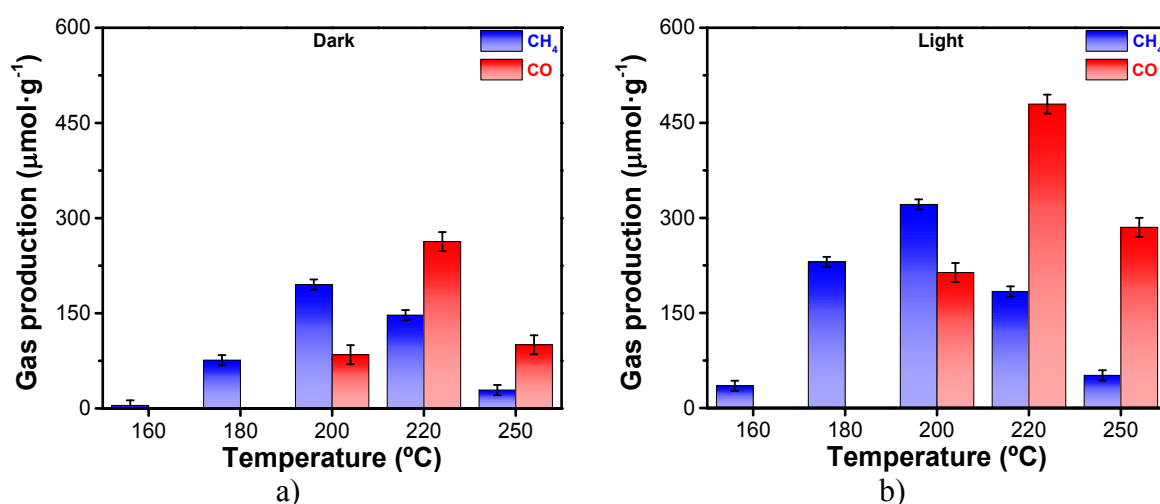 Dark
CH₄
CO
600
450
300
150
0
Gas production (μmol·g⁻¹)
160 180 200 220 250
Temperature (ºC)
a)
Light
CH₄
CO
600
450
300
150
0
Gas production (μmol·g⁻¹)
160 180 200 220 250
Temperature (ºC)
b)